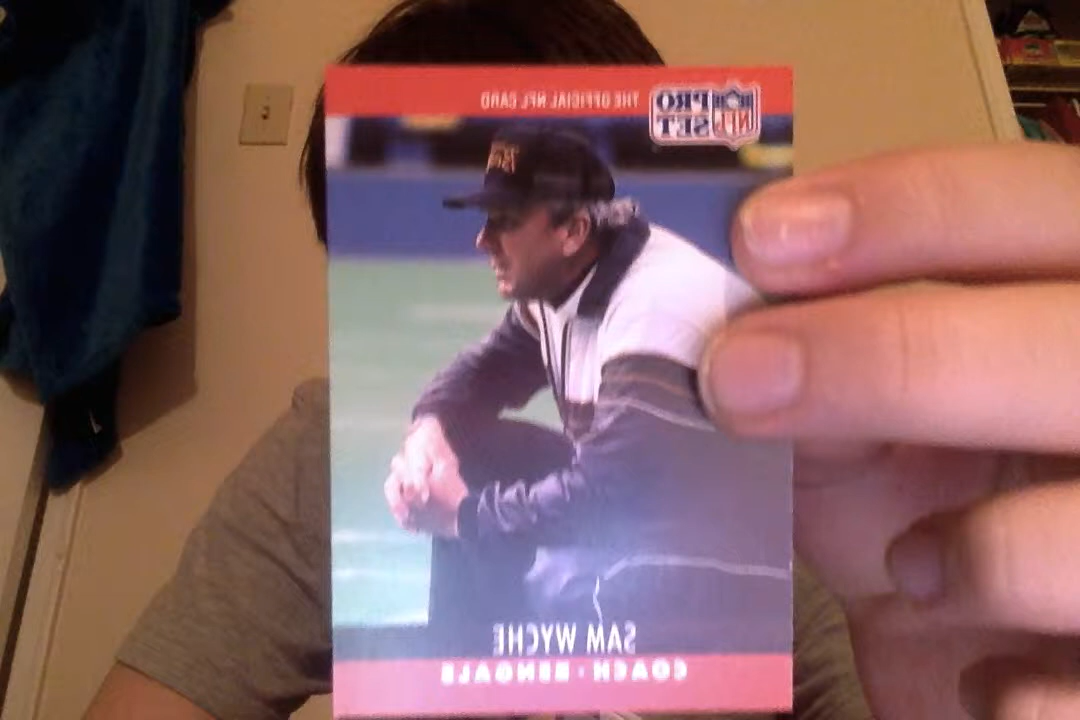 THE OFFICIAL NFL CARD
PRO
SET
NFL
SAM WYCHE
COACH · BENGALS